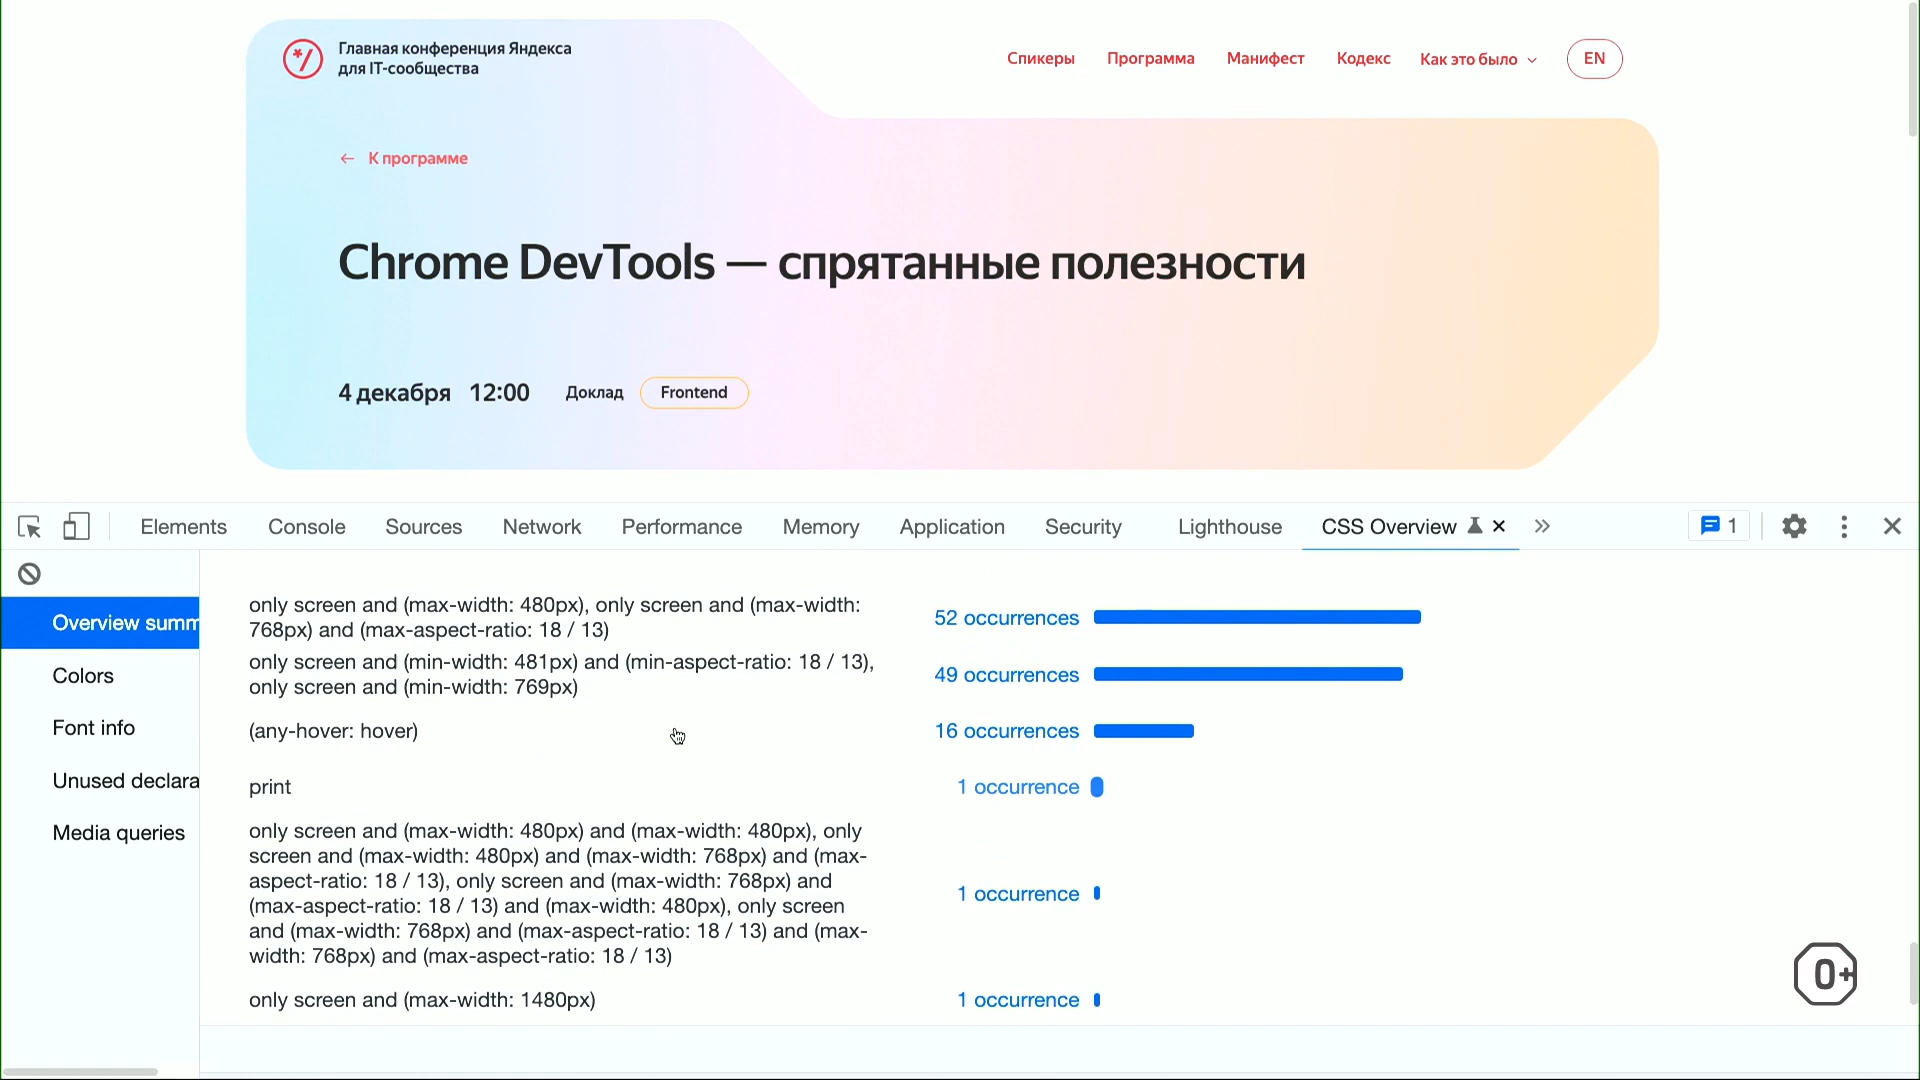 Главная конференция Яндекса
для IT-сообщества
Спикеры
Программа
Манифест
Кодекс
Как это было
EN
← К программе
Chrome DevTools — спрятанные полезности
4 декабря 12:00 Доклад Frontend
Elements
Console
Sources
Network
Performance
Memory
Application
Security
Lighthouse
CSS Overview
1
Overview summ
Colors
Font info
Unused declara
Media queries
only screen and (max-width: 480px), only screen and (max-width:
768px) and (max-aspect-ratio: 18 / 13)
52 occurrences
only screen and (min-width: 481px) and (min-aspect-ratio: 18 / 13),
only screen and (min-width: 769px)
49 occurrences
(any-hover: hover)
16 occurrences
print
1 occurrence
only screen and (max-width: 480px) and (max-width: 480px), only
screen and (max-width: 480px) and (max-width: 768px) and (max-
aspect-ratio: 18 / 13), only screen and (max-width: 768px) and
(max-aspect-ratio: 18 / 13) and (max-width: 480px), only screen
and (max-width: 768px) and (max-aspect-ratio: 18 / 13) and (max-
width: 768px) and (max-aspect-ratio: 18 / 13)
1 occurrence
only screen and (max-width: 1480px)
1 occurrence
0+